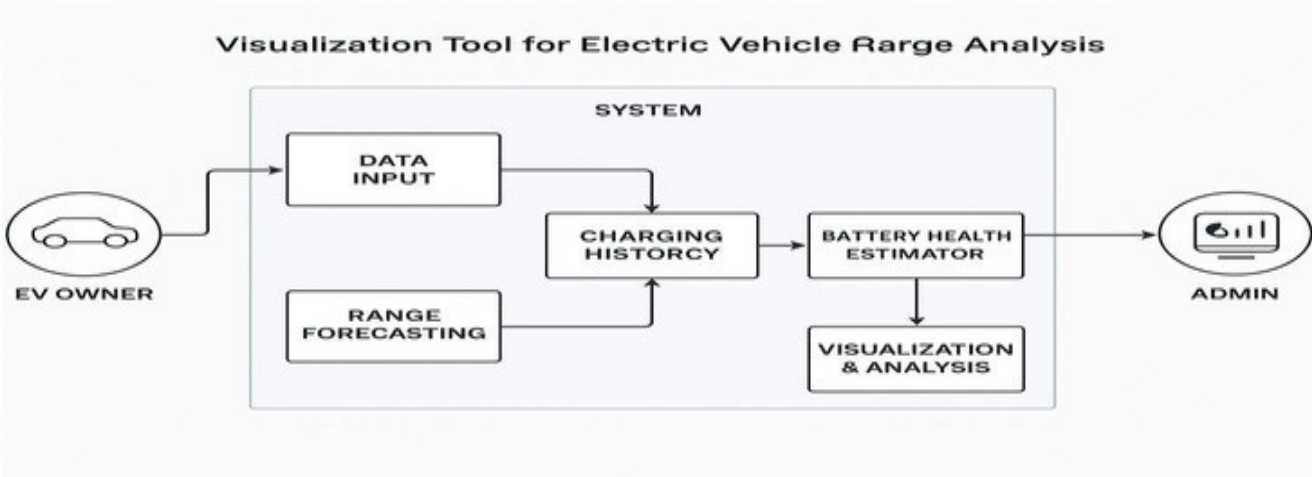 Visualization Tool for Electric Vehicle Rarge Analysis
SYSTEM
DATA
INPUT
CHARGING
HISTORCY
BATTERY HEALTH
ESTIMATOR
EV OWNER
ADMIN
RANGE
FORECASTING
VISUALIZATION
& ANALYSIS